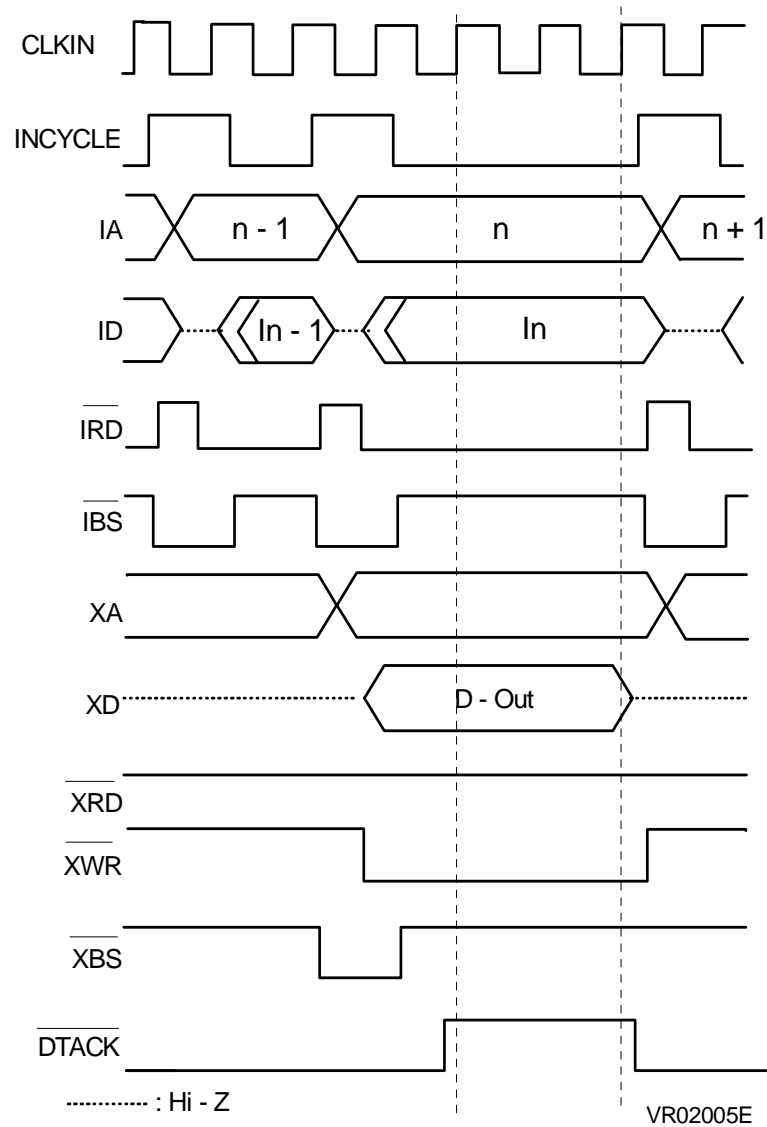 CLKIN
INCYCLE
IA
n - 1
n
n + 1
ID
In - 1
In
IRD
IBS
XA
XD
D - Out
XRD
XWR
XBS
DTACK
: Hi - Z
VR02005E